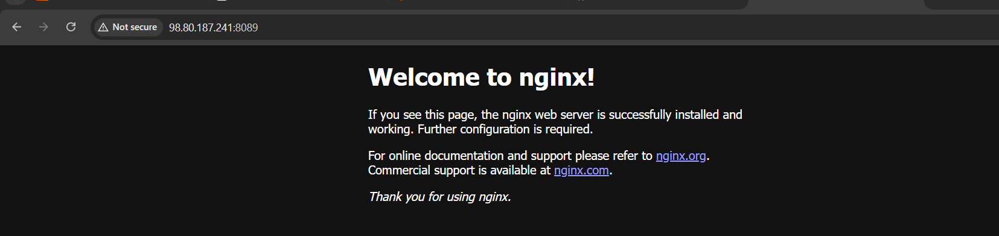 Not secure 98.80.187.241:8089
Welcome to nginx!
If you see this page, the nginx web server is successfully installed and
working. Further configuration is required.
For online documentation and support please refer to nginx.org.
Commercial support is available at nginx.com.
Thank you for using nginx.